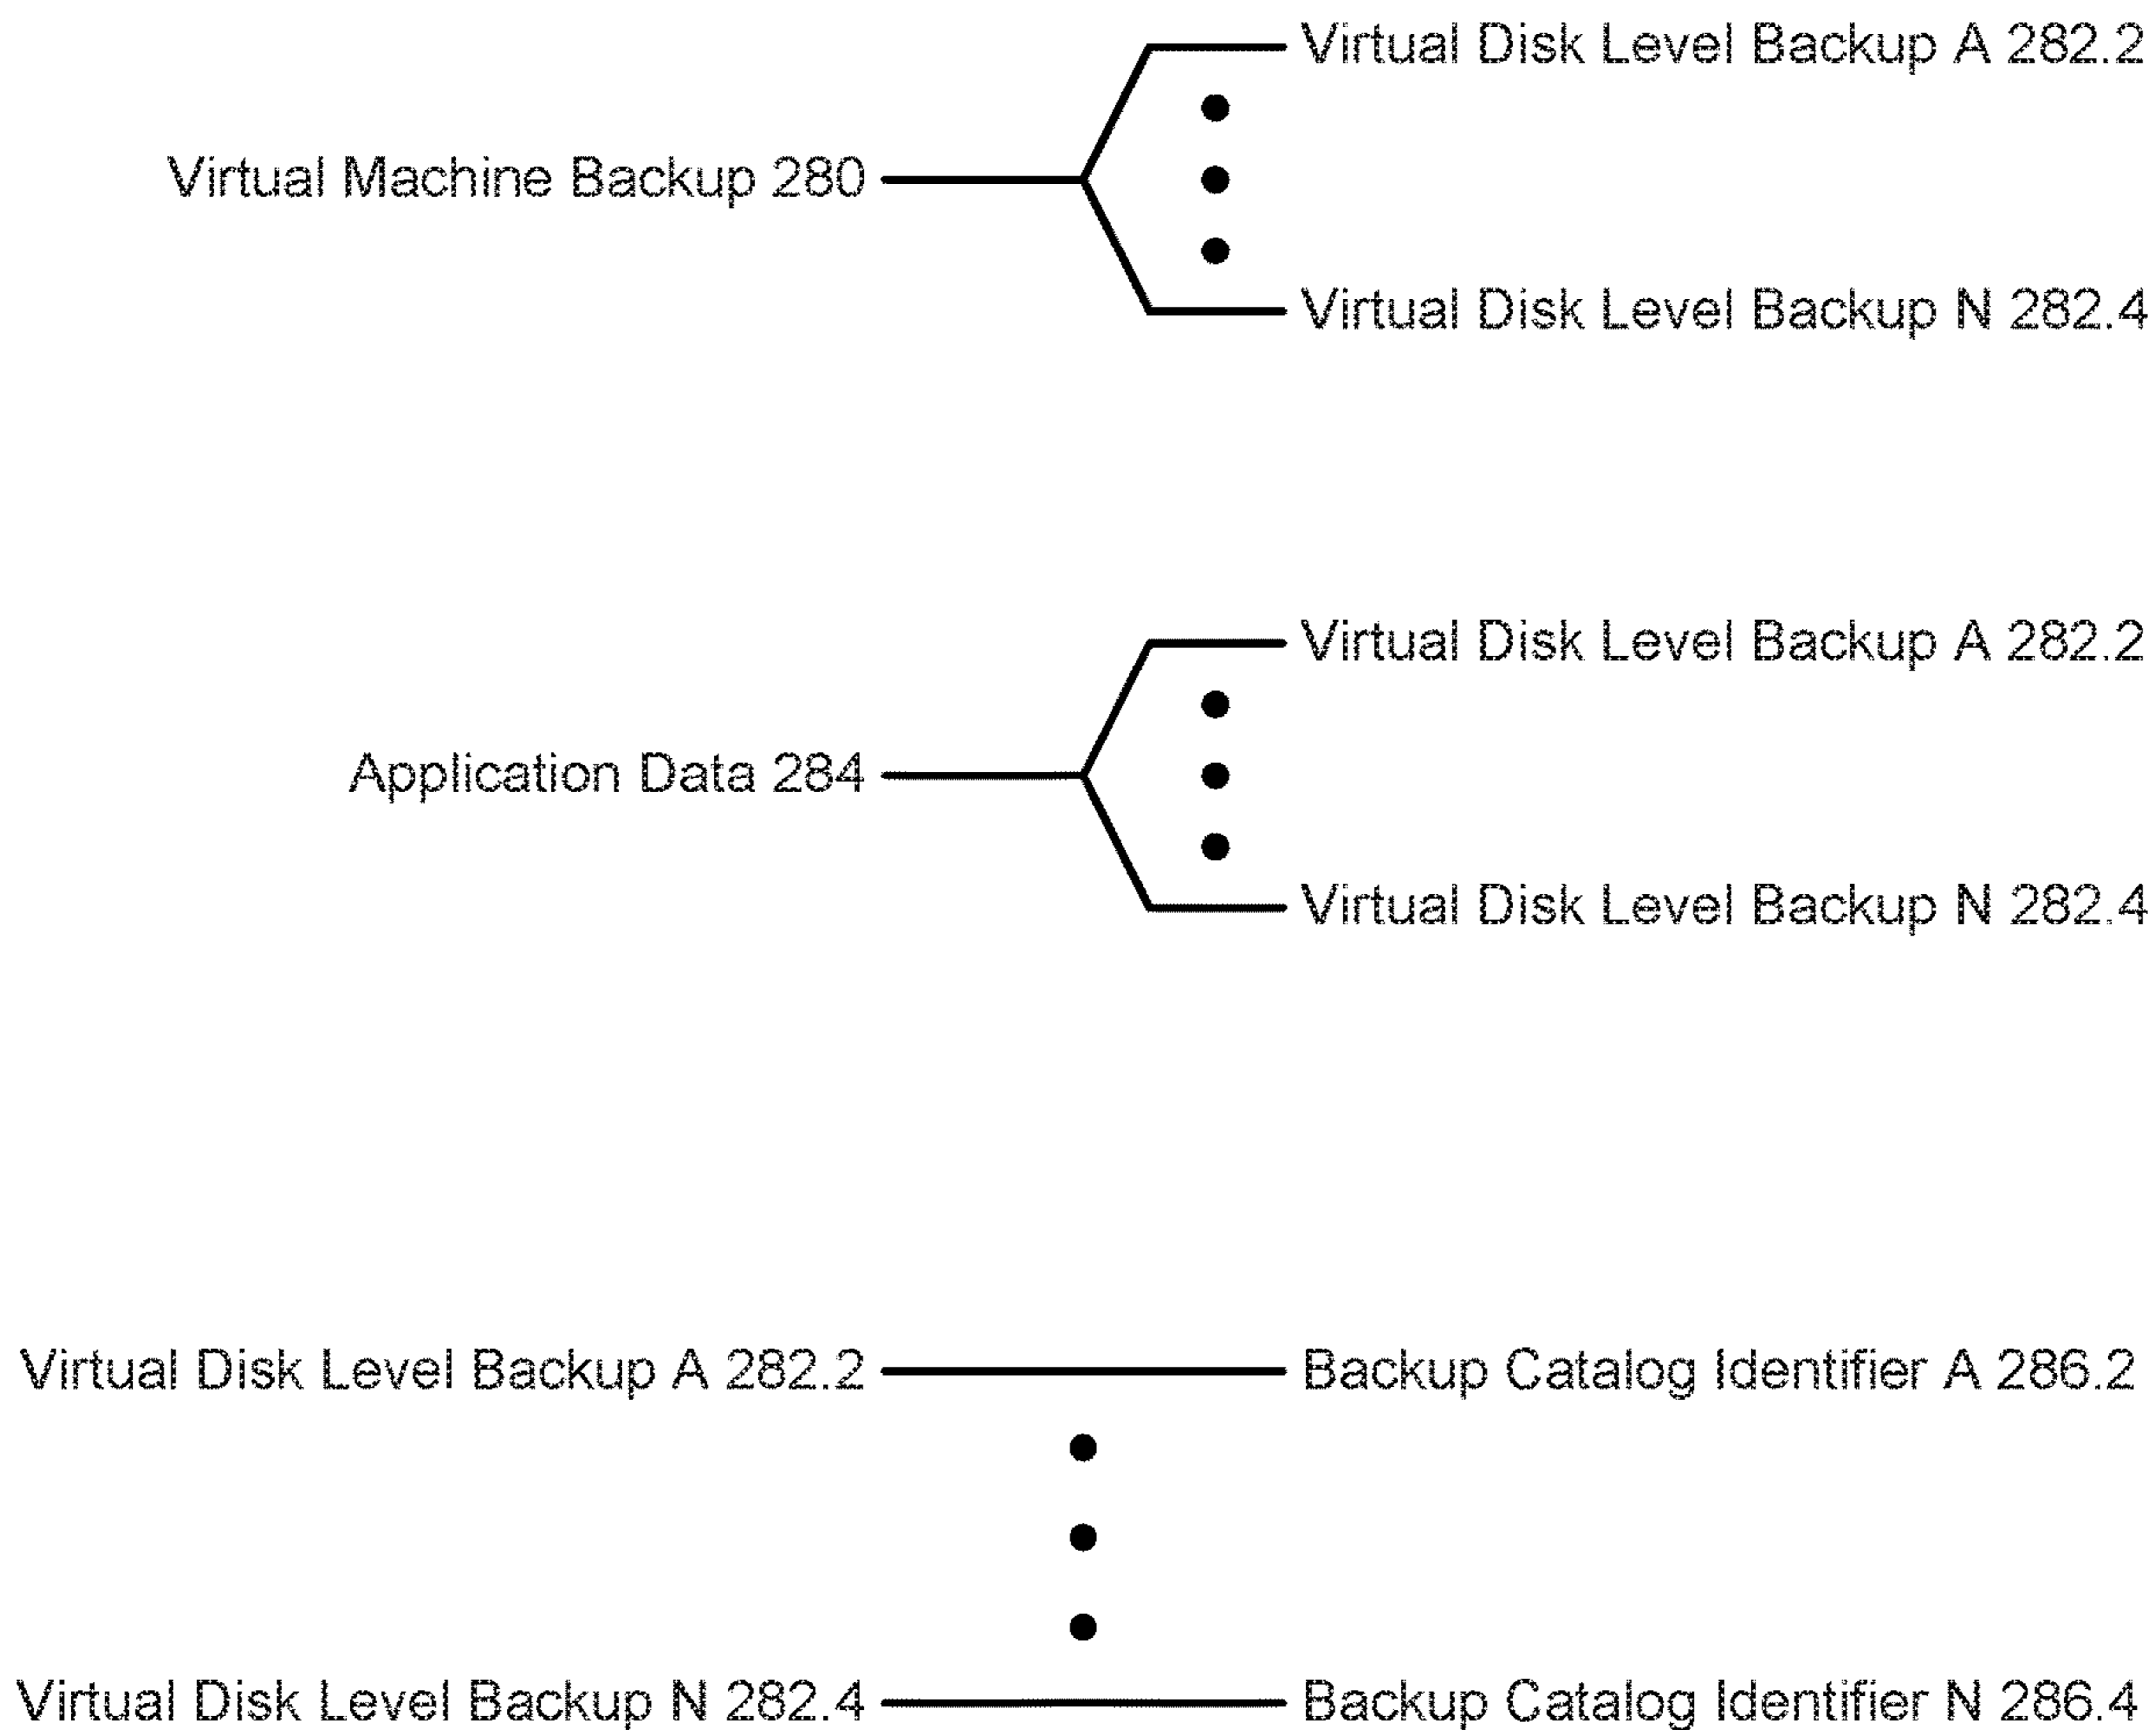 Virtual Disk Level Backup A 282.2
Virtual Machine Backup 280
Virtual Disk Level Backup N 282.4
Virtual Disk Level Backup A 282.2
Application Data 284
Virtual Disk Level Backup N 282.4
Virtual Disk Level Backup A 282.2 Backup Catalog Identifier A 286.2
Virtual Disk Level Backup N 282.4 Backup Catalog Identifier N 286.4